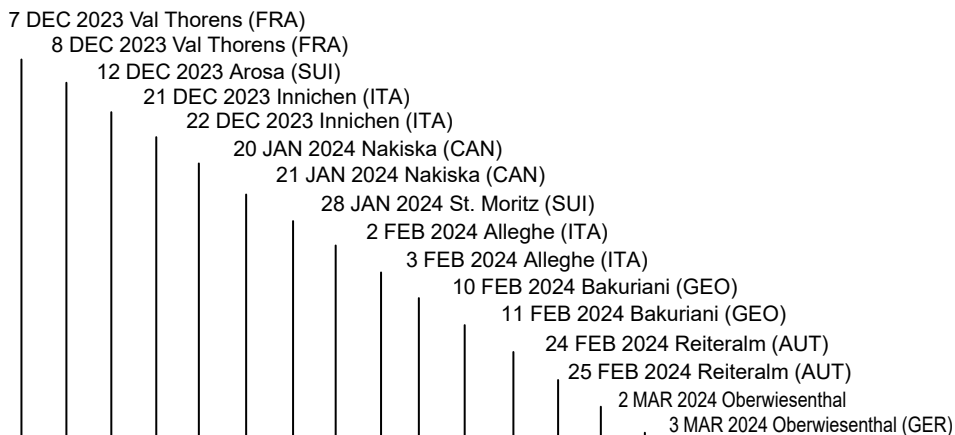 7 DEC 2023 Val Thorens (FRA)
8 DEC 2023 Val Thorens (FRA)
12 DEC 2023 Arosa (SUI)
21 DEC 2023 Innichen (ITA)
22 DEC 2023 Innichen (ITA)
20 JAN 2024 Nakiska (CAN)
21 JAN 2024 Nakiska (CAN)
28 JAN 2024 St. Moritz (SUI)
2 FEB 2024 Alleghe (ITA)
3 FEB 2024 Alleghe (ITA)
10 FEB 2024 Bakuriani (GEO)
11 FEB 2024 Bakuriani (GEO)
24 FEB 2024 Reiteralm (AUT)
25 FEB 2024 Reiteralm (AUT)
2 MAR 2024 Oberwiesenthal
3 MAR 2024 Oberwiesenthal (GER)